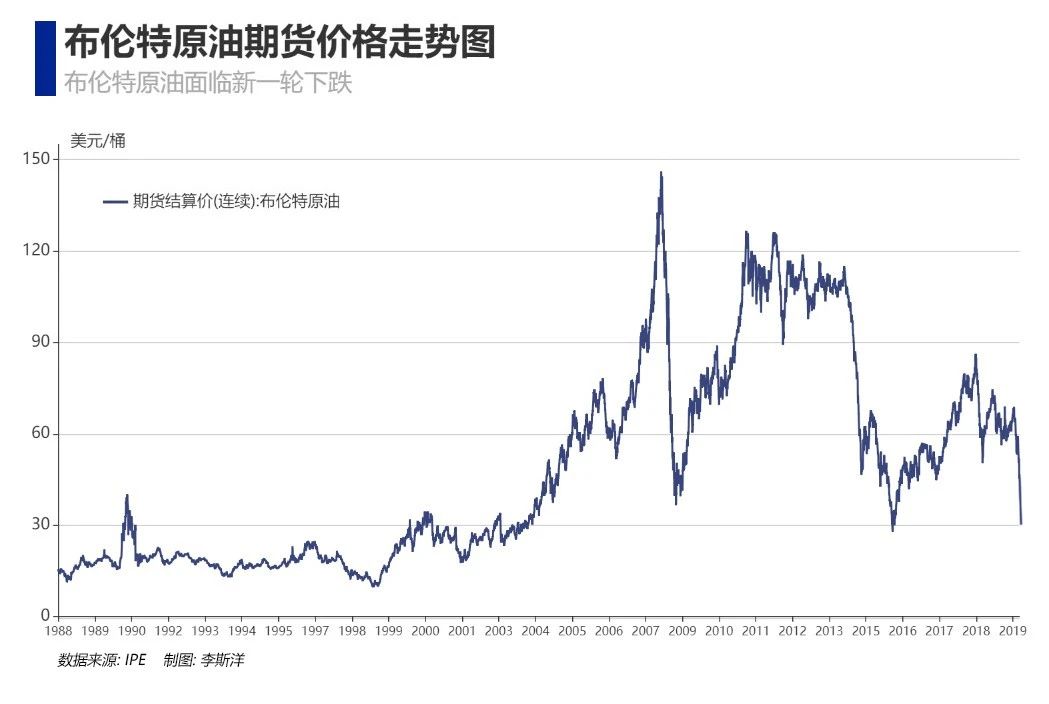 布伦特原油期货价格走势图
布伦特原油面临新一轮下跌
美元/桶
150
期货结算价(连续):布伦特原油
120
90
60
30
0
1988 1989 1990 1992 1993 1994 1995 1997 1998 1999 2000 2001 2003 2004 2005 2006 2007 2009 2010 2011 2012 2013 2015 2016 2017 2018 2019
数据来源: IPE 制图: 李斯洋